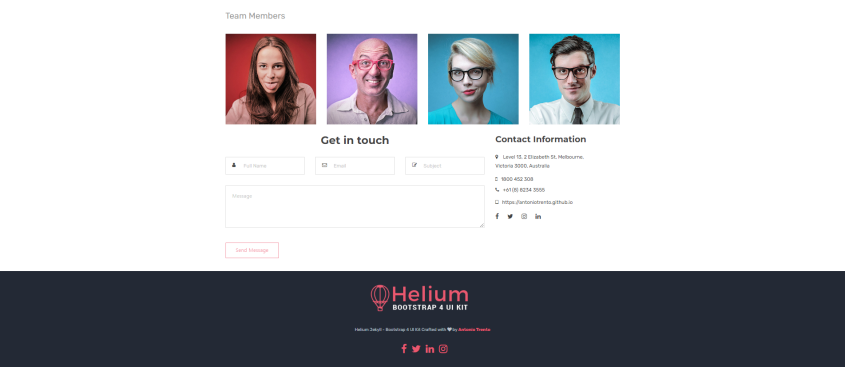 Team Members
Get in touch
Full Name
Email
Subject
Message
Send Message
Contact Information
Level 13, 2 Elizabeth St, Melbourne,
Victoria 3000, Australia
1800 452 308
+61 (8) 8234 3555
https://antoniotrento.github.io
Helium
BOOTSTRAP 4 UI KIT
Helium Jekyll - Bootstrap 4 UI Kit Crafted with by Antonio Trento